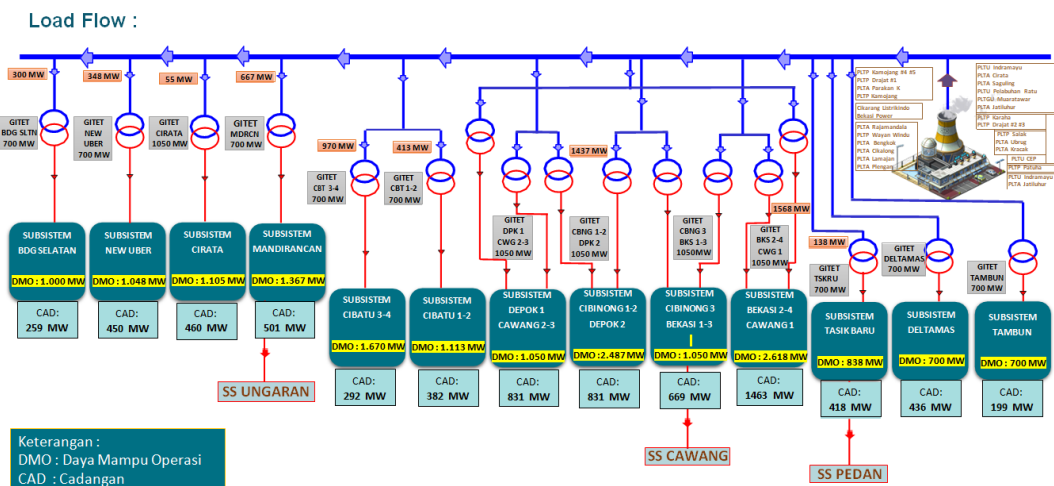 Load Flow :
300 MW
348 MW
55 MW
667 MW
GITET
BDG SLTN
700 MW
GITET
NEW
UBER
700 MW
GITET
CIRATA
1050 MW
GITET
MDRCN
700 MW
970 MW
413 MW
1437 MW
1568 MW
138 MW
GITET
CBT 3-4
700 MW
GITET
CBT 1-2
700 MW
GITET
DPK 1
CWG 2-3
1050 MW
GITET
CBNG 1-2
DPK 2
1050 MW
GITET
CBNG 3
BKS 1-3
1050MW
GITET
BKS 2-4
CWG 1
1050 MW
GITET
TSKRU
700 MW
GITET
DELTAMAS
700 MW
GITET
TAMBUN
700 MW
PLTP Kamojang #4 #5
PLTP Drajat #1
PLTA Parakan K
PLTP Kamojang
Cikarang Listrikindo
Bekasi Power
PLTA Rajamandala
PLTP Wayan Windu
PLTA Bengkok
PLTA Cikalong
PLTA Lamajan
PLTA Plengan
PLTU Indramayu
PLTA Cirata
PLTA Saguling
PLTU Pelabuhan Ratu
PLTGU Muaratawar
PLTA Jatiluhur
PLTP Karaha
PLTP Drajat #2 #3
PLTP Salak
PLTA Ubrug
PLTA Kracak
PLTU CEP
PLTP Patuha
PLTU Indramayu
PLTA Jatiluhur
SUBSISTEM
BDG SELATAN
DMO : 1.000 MW
CAD:
259 MW
SUBSISTEM
NEW UBER
DMO : 1.048 MW
CAD:
450 MW
SUBSISTEM
CIRATA
DMO : 1.105 MW
CAD:
460 MW
SUBSISTEM
MANDIRANCAN
DMO : 1.367 MW
CAD:
501 MW
SS UNGARAN
SUBSISTEM
CIBATU 3-4
DMO : 1.670 MW
CAD:
292 MW
SUBSISTEM
CIBATU 1-2
DMO : 1.113 MW
CAD:
382 MW
SUBSISTEM
DEPOK 1
CAWANG 2-3
DMO : 1.050 MW
CAD:
831 MW
SUBSISTEM
CIBINONG 1-2
DEPOK 2
DMO : 2.487 MW
CAD:
831 MW
SUBSISTEM
CIBINONG 3
BEKASI 1-3
DMO : 1.050 MW
CAD:
669 MW
SS CAWANG
SUBSISTEM
BEKASI 2-4
CAWANG 1
DMO : 2.618 MW
CAD:
1463 MW
SUBSISTEM
TASIK BARU
DMO : 838 MW
CAD:
418 MW
SS PEDAN
SUBSISTEM
DELTAMAS
DMO : 700 MW
CAD:
436 MW
SUBSISTEM
TAMBUN
DMO : 700 MW
CAD:
199 MW
Keterangan :
DMO : Daya Mampu Operasi
CAD : Cadangan